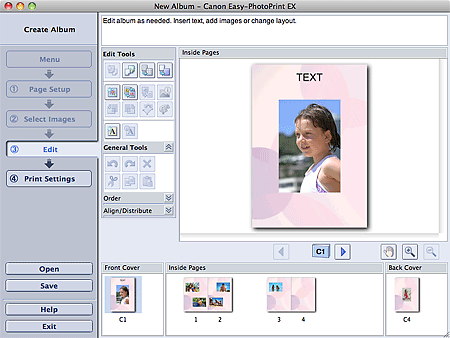 New Album - Canon Easy-PhotoPrint EX
Create Album
Edit album as needed. Insert text, add images or change layout.
Menu
① Page Setup
② Select Images
③ Edit
④ Print Settings
Open
Save
Help
Exit
Edit Tools
A A
General Tools
Order
Align/Distribute
Inside Pages
TEXT
C1
Front Cover
C1
Inside Pages
1 2 3 4
Back Cover
C4